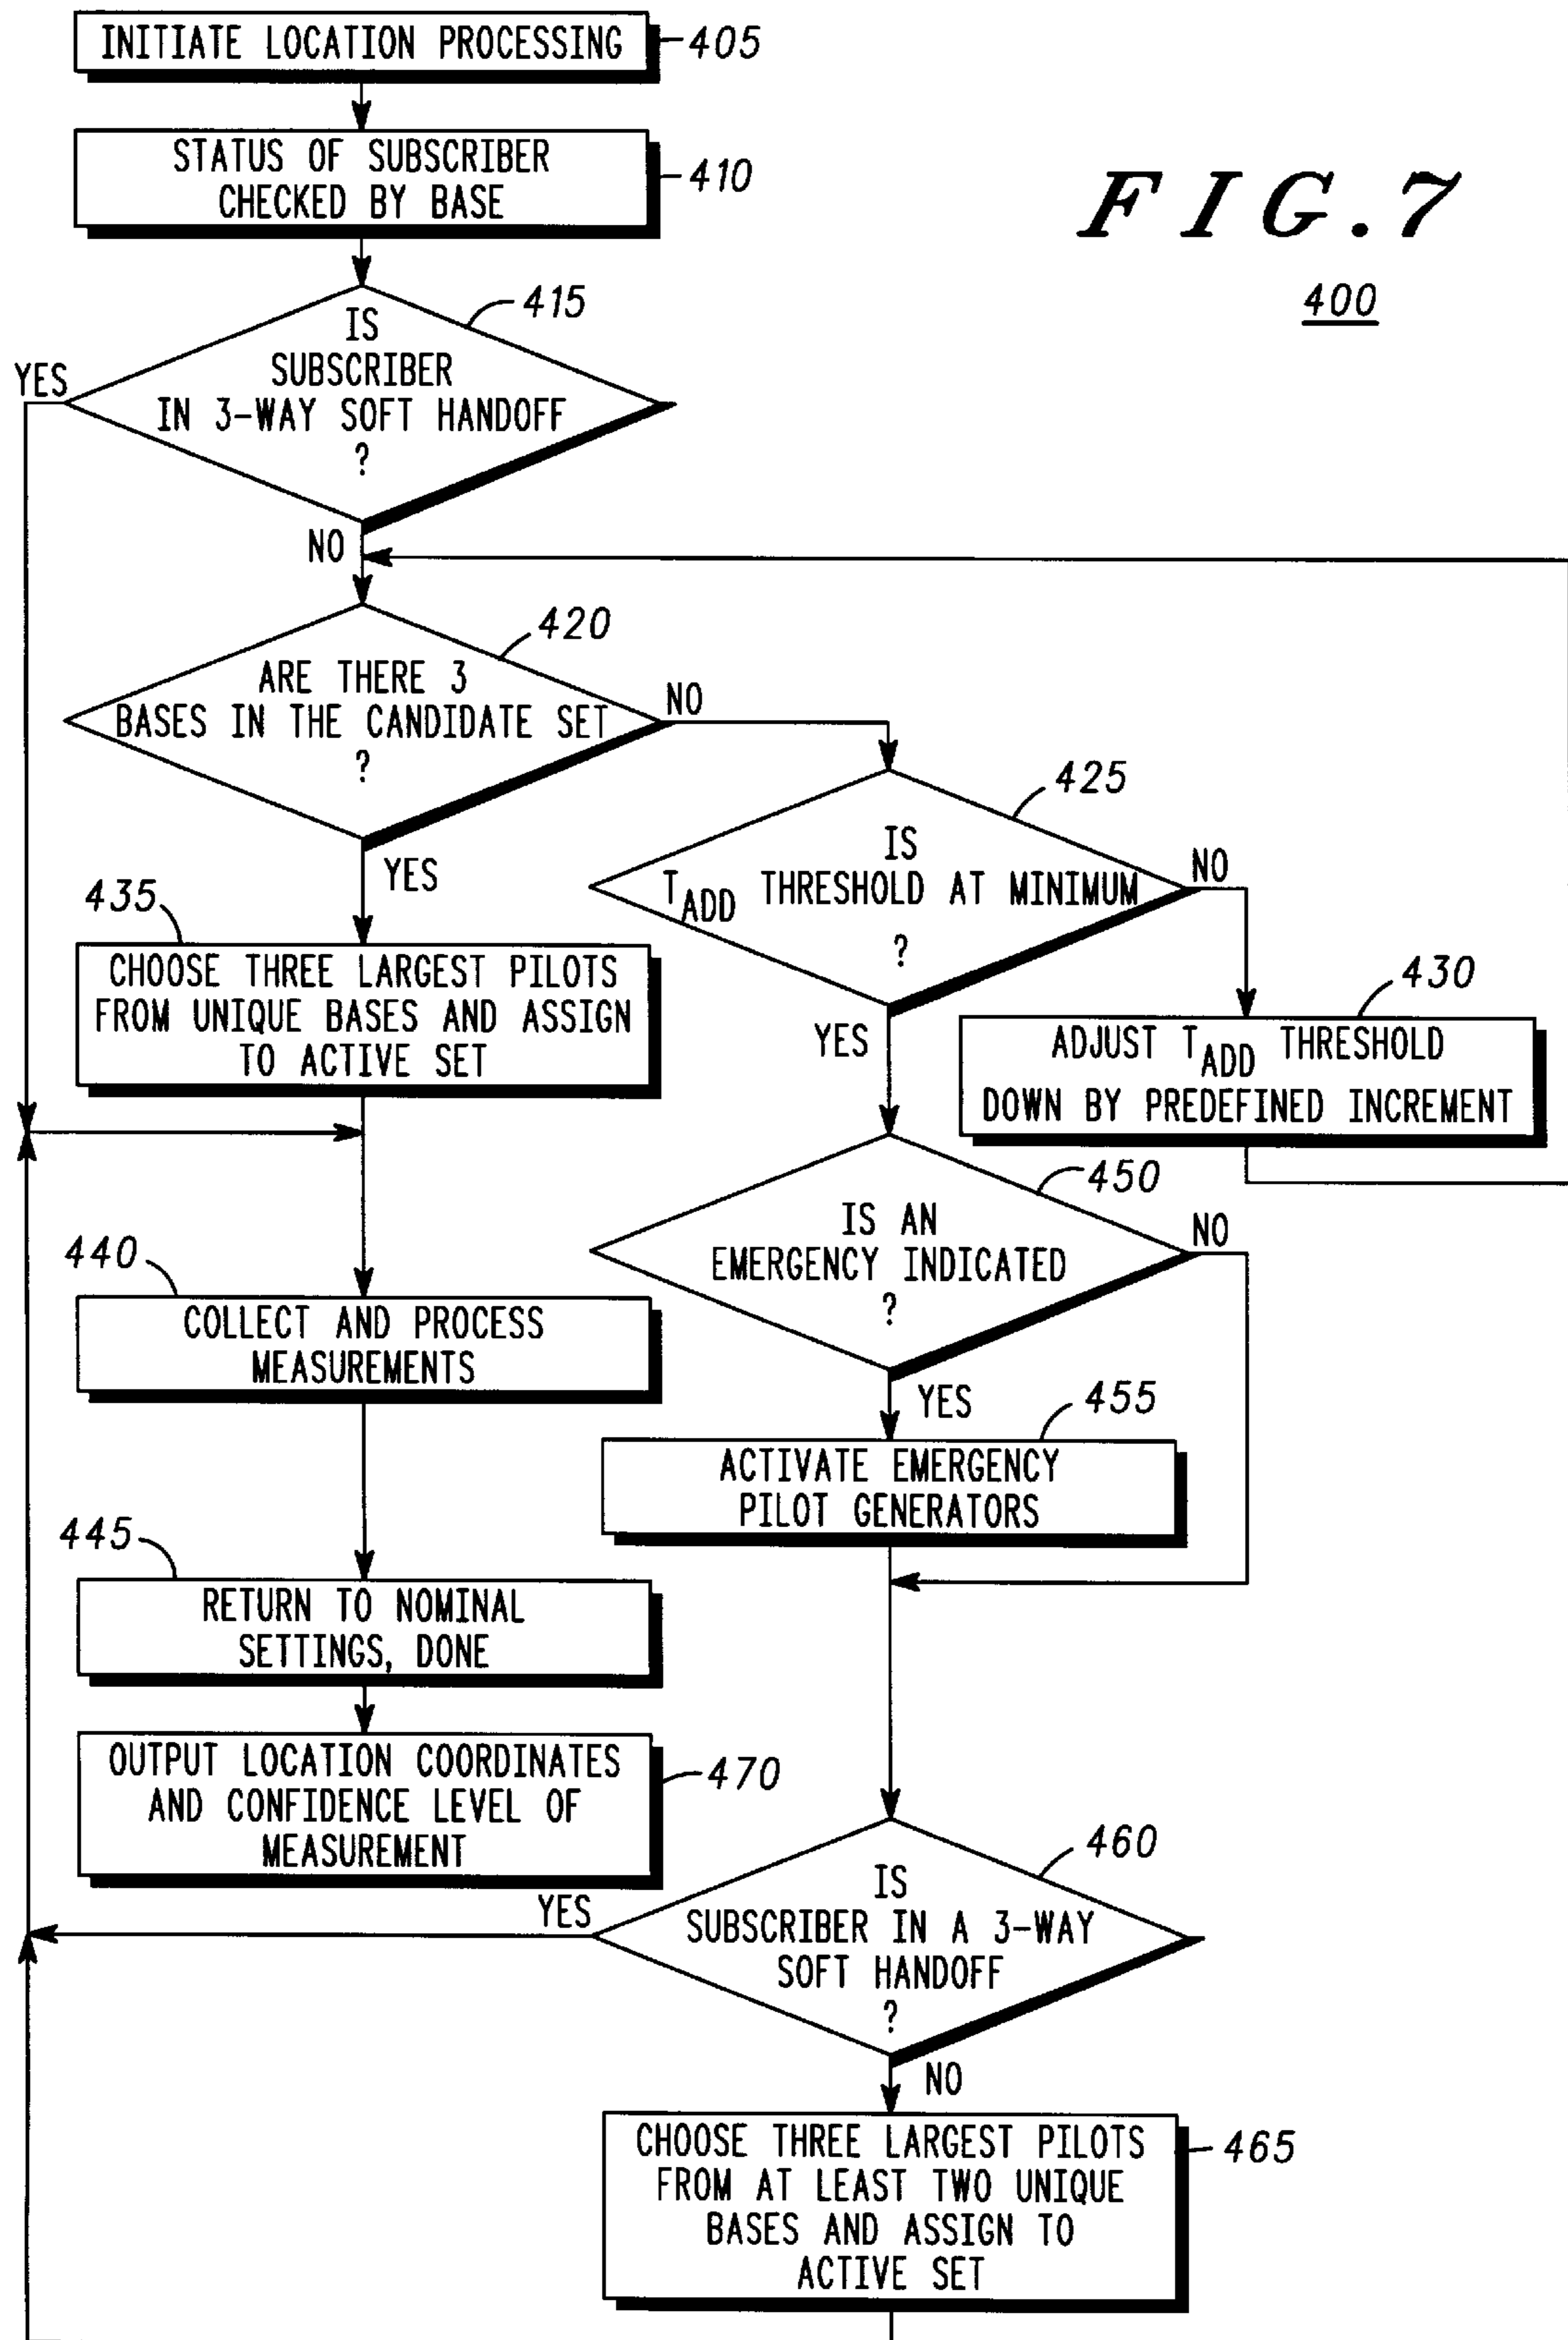 INITIATE LOCATION PROCESSING
405
STATUS OF SUBSCRIBER
CHECKED BY BASE
410
FIG.7
400
415
IS
SUBSCRIBER
IN 3-WAY SOFT HANDOFF
?
YES
NO
420
ARE THERE 3
BASES IN THE CANDIDATE SET
?
NO
YES
425
IS
TADD THRESHOLD AT MINIMUM
?
NO
YES
430
ADJUST TADD THRESHOLD
DOWN BY PREDEFINED INCREMENT
435
CHOOSE THREE LARGEST PILOTS
FROM UNIQUE BASES AND ASSIGN
TO ACTIVE SET
440
COLLECT AND PROCESS
MEASUREMENTS
450
IS AN
EMERGENCY INDICATED
?
NO
YES
455
ACTIVATE EMERGENCY
PILOT GENERATORS
445
RETURN TO NOMINAL
SETTINGS, DONE
OUTPUT LOCATION COORDINATES
AND CONFIDENCE LEVEL OF
MEASUREMENT
470
460
IS
SUBSCRIBER IN A 3-WAY
SOFT HANDOFF
?
YES
NO
CHOOSE THREE LARGEST PILOTS
FROM AT LEAST TWO UNIQUE
BASES AND ASSIGN TO
ACTIVE SET
465